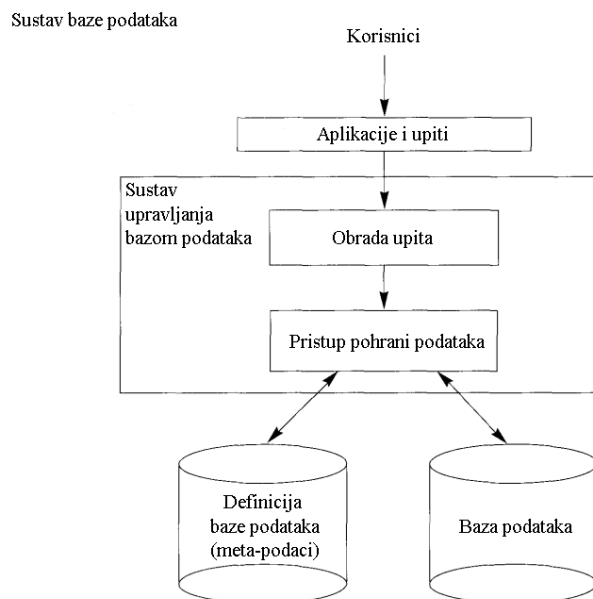 Sustav baze podataka
Korisnici
Aplikacije i upiti
Sustav
upravljanja
bazom podataka
Obrada upita
Pristup pohrani podataka
Definicija
baze podataka
(meta-podaci)
Baza podataka